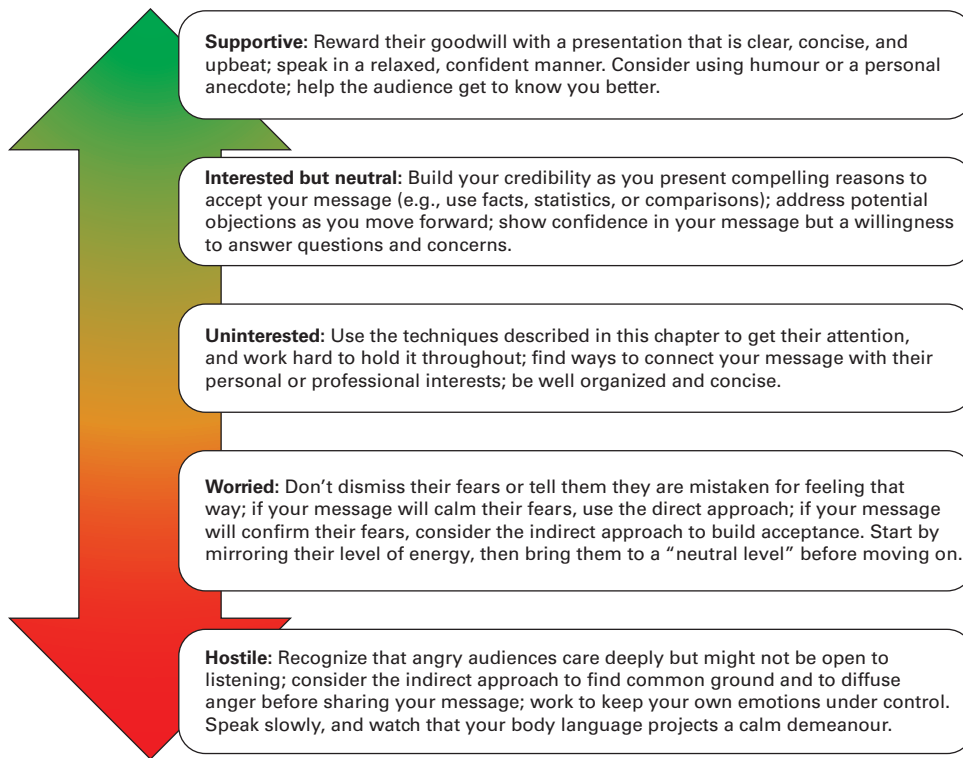 Supportive: Reward their goodwill with a presentation that is clear, concise, and
upbeat; speak in a relaxed, confident manner. Consider using humour or a personal
anecdote; help the audience get to know you better.
Interested but neutral: Build your credibility as you present compelling reasons to
accept your message (e.g., use facts, statistics, or comparisons); address potential
objections as you move forward; show confidence in your message but a willingness
to answer questions and concerns.
Uninterested: Use the techniques described in this chapter to get their attention,
and work hard to hold it throughout; find ways to connect your message with their
personal or professional interests; be well organized and concise.
Worried: Don’t dismiss their fears or tell them they are mistaken for feeling that
way; if your message will calm their fears, use the direct approach; if your message
will confirm their fears, consider the indirect approach to build acceptance. Start by
mirroring their level of energy, then bring them to a “neutral level” before moving on.
Hostile: Recognize that angry audiences care deeply but might not be open to
listening; consider the indirect approach to find common ground and to diffuse
anger before sharing your message; work to keep your own emotions under control.
Speak slowly, and watch that your body language projects a calm demeanour.